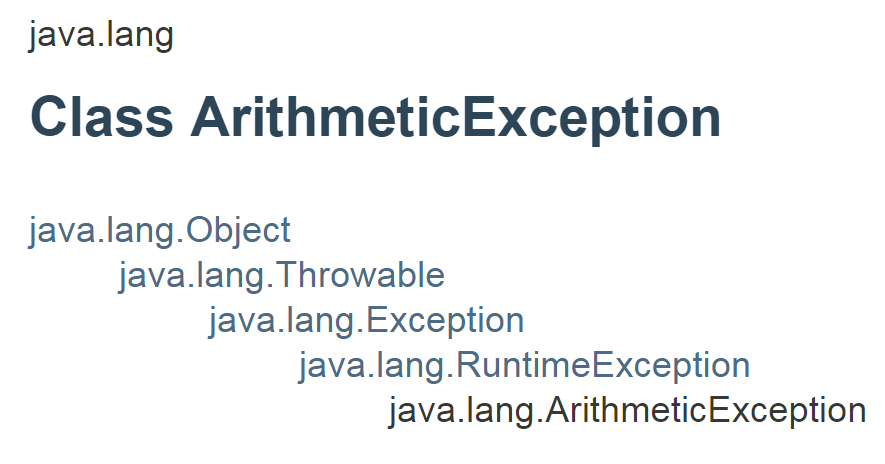 java.lang
Class ArithmeticException
java.lang.Object
java.lang.Throwable
java.lang.Exception
java.lang.RuntimeException
java.lang.ArithmeticException